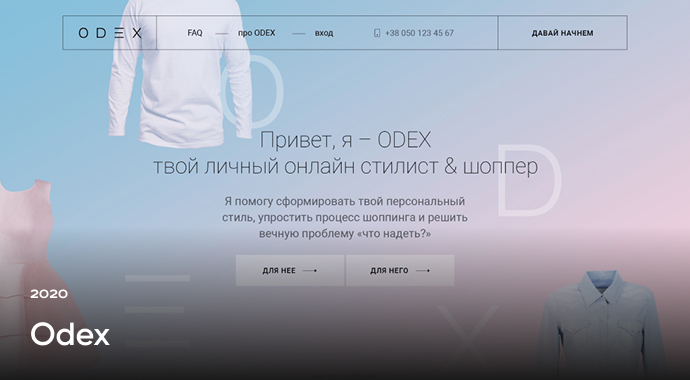 ODEX
FAQ — про ODEX — вход
+38 050 123 45 67
ДАВАЙ НАЧНЕМ
O
D
Привет, я – ODEX
твой личный онлайн стилист & шоппер
Я помогу сформировать твой персональный
стиль, упростить процесс шоппинга и решить
вечную проблему «что надеть?»
ДЛЯ НЕЕ
ДЛЯ НЕГО
E
X
2020
Odex